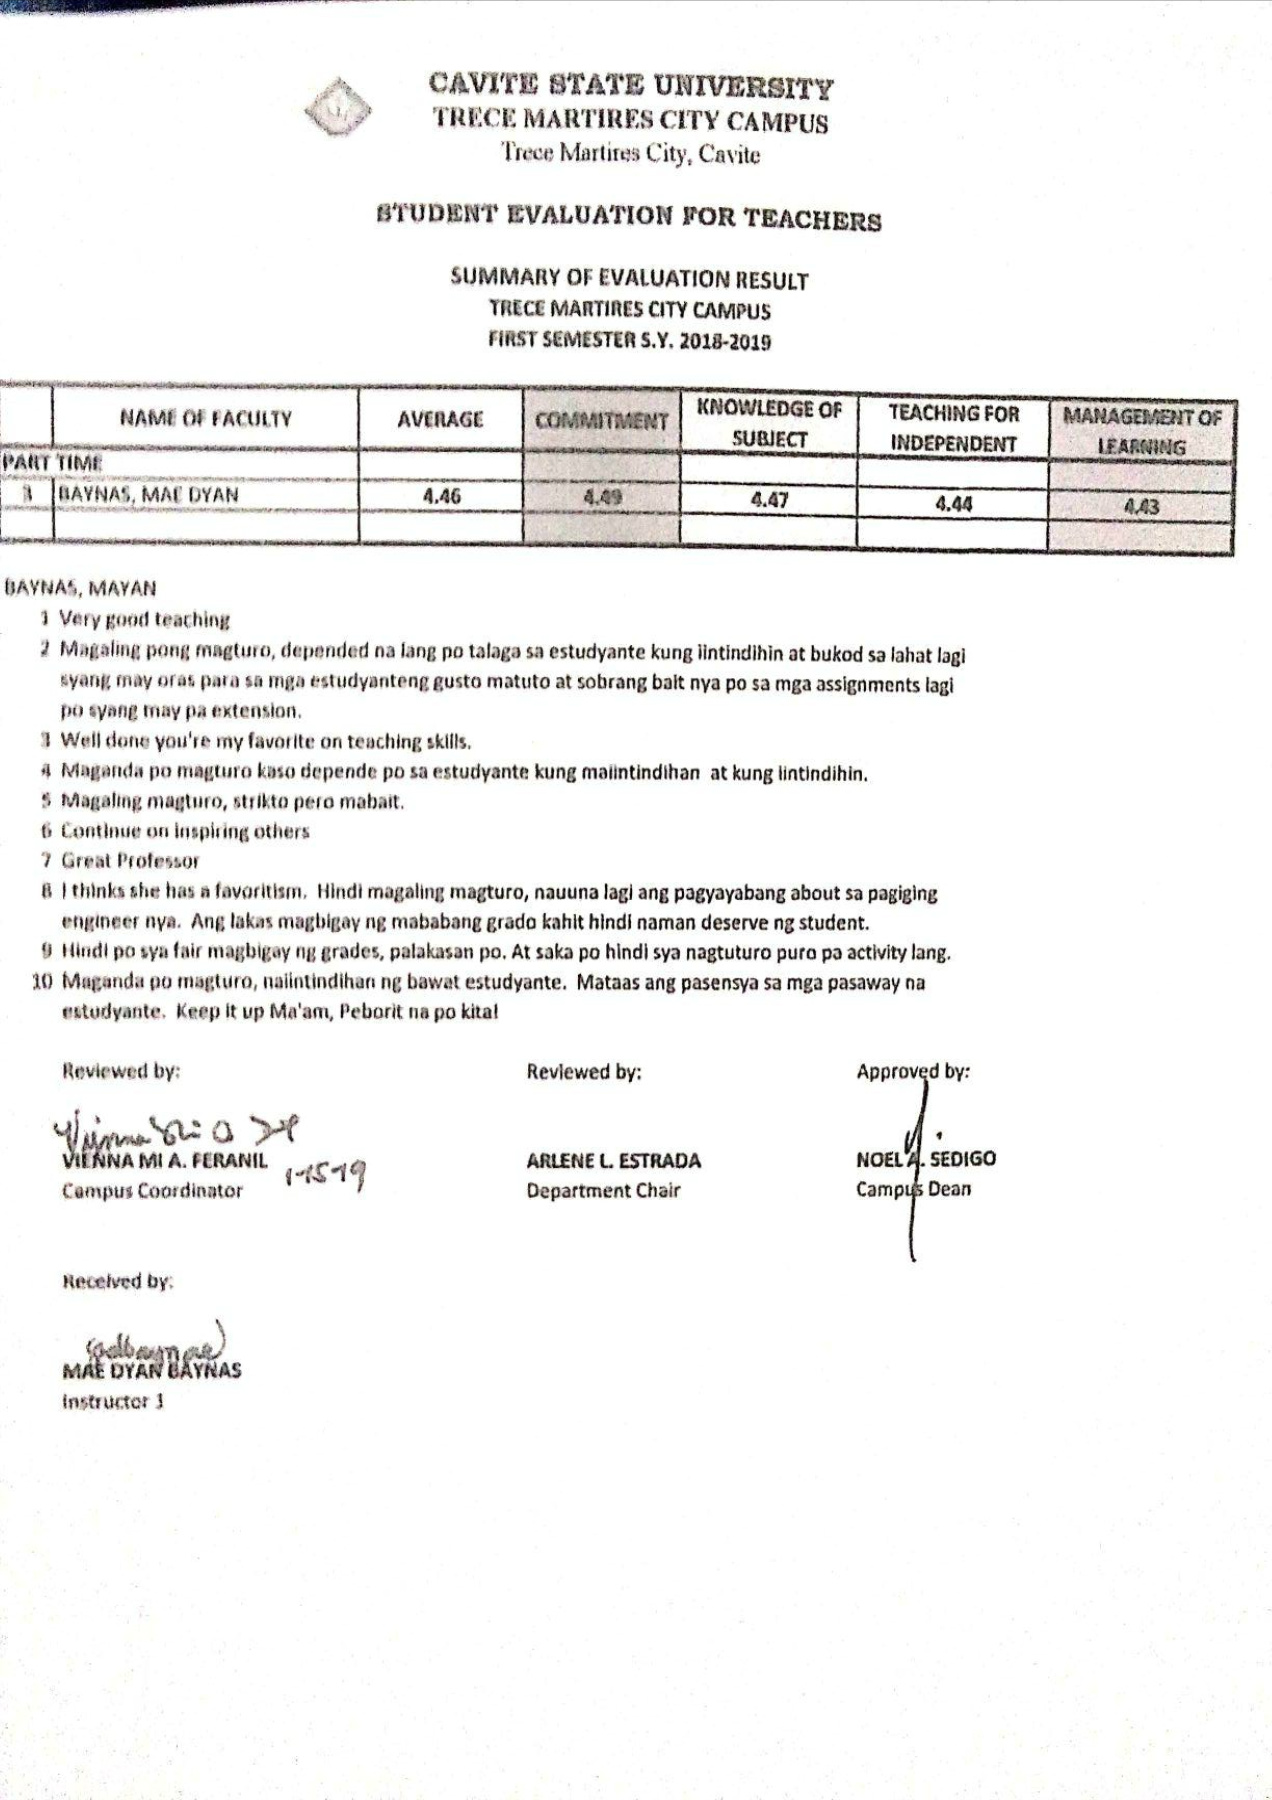 CAVITE STATE UNIVERSITY
TRECE MARTIRES CITY CAMPUS
Trece Martires City, Cavite
STUDENT EVALUATION FOR TEACHERS
SUMMARY OF EVALUATION RESULT
TRECE MARTIRES CITY CAMPUS
FIRST SEMESTER S.Y. 2018-2019
NAME OF FACULTY AVERAGE COMMITMENT KNOWLEDGE OF SUBJECT TEACHING FOR INDEPENDENT MANAGEMENT OF LEARNING
PART TIME
3 BAYNAS, MAE DYAN 4.46 4.49 4.47 4.44 4.43
BAYNAS, MAYAN
1 Very good teaching
2 Magaling pong magturo, depended na lang po talaga sa estudyante kung iintindihin at bukod sa lahat lagi
syang may oras para sa mga estudyanteng gusto matuto at sobrang bait nya po sa mga assignments lagi
po syang may pa extension.
3 Well done you're my favorite on teaching skills.
4 Maganda po magturo kaso depende po sa estudyante kung maiintindihan at kung iintindihin.
5 Magaling magturo, strikto pero mabait.
6 Continue on inspiring others
7 Great Professor
8 I thinks she has a favoritism. Hindi magaling magturo, nauuna lagi ang pagyayabang about sa pagiging
engineer nya. Ang lakas magbigay ng mababang grado kahit hindi naman deserve ng student.
9 Hindi po sya fair magbigay ng grades, palakasan po. At saka po hindi sya nagtuturo puro pa activity lang.
10 Maganda po magturo, naiintindihan ng bawat estudyante. Mataas ang pasensya sa mga pasaway na
estudyante. Keep it up Ma'am, Peborit na po kita!
Reviewed by: Reviewed by: Approved by:
VIENNA MI A. FERANIL ARLENE L. ESTRADA NOEL A. SEDIGO
1-15-19
Campus Coordinator Department Chair Campus Dean
Received by:
MAE DYAN BAYNAS
Instructor 1